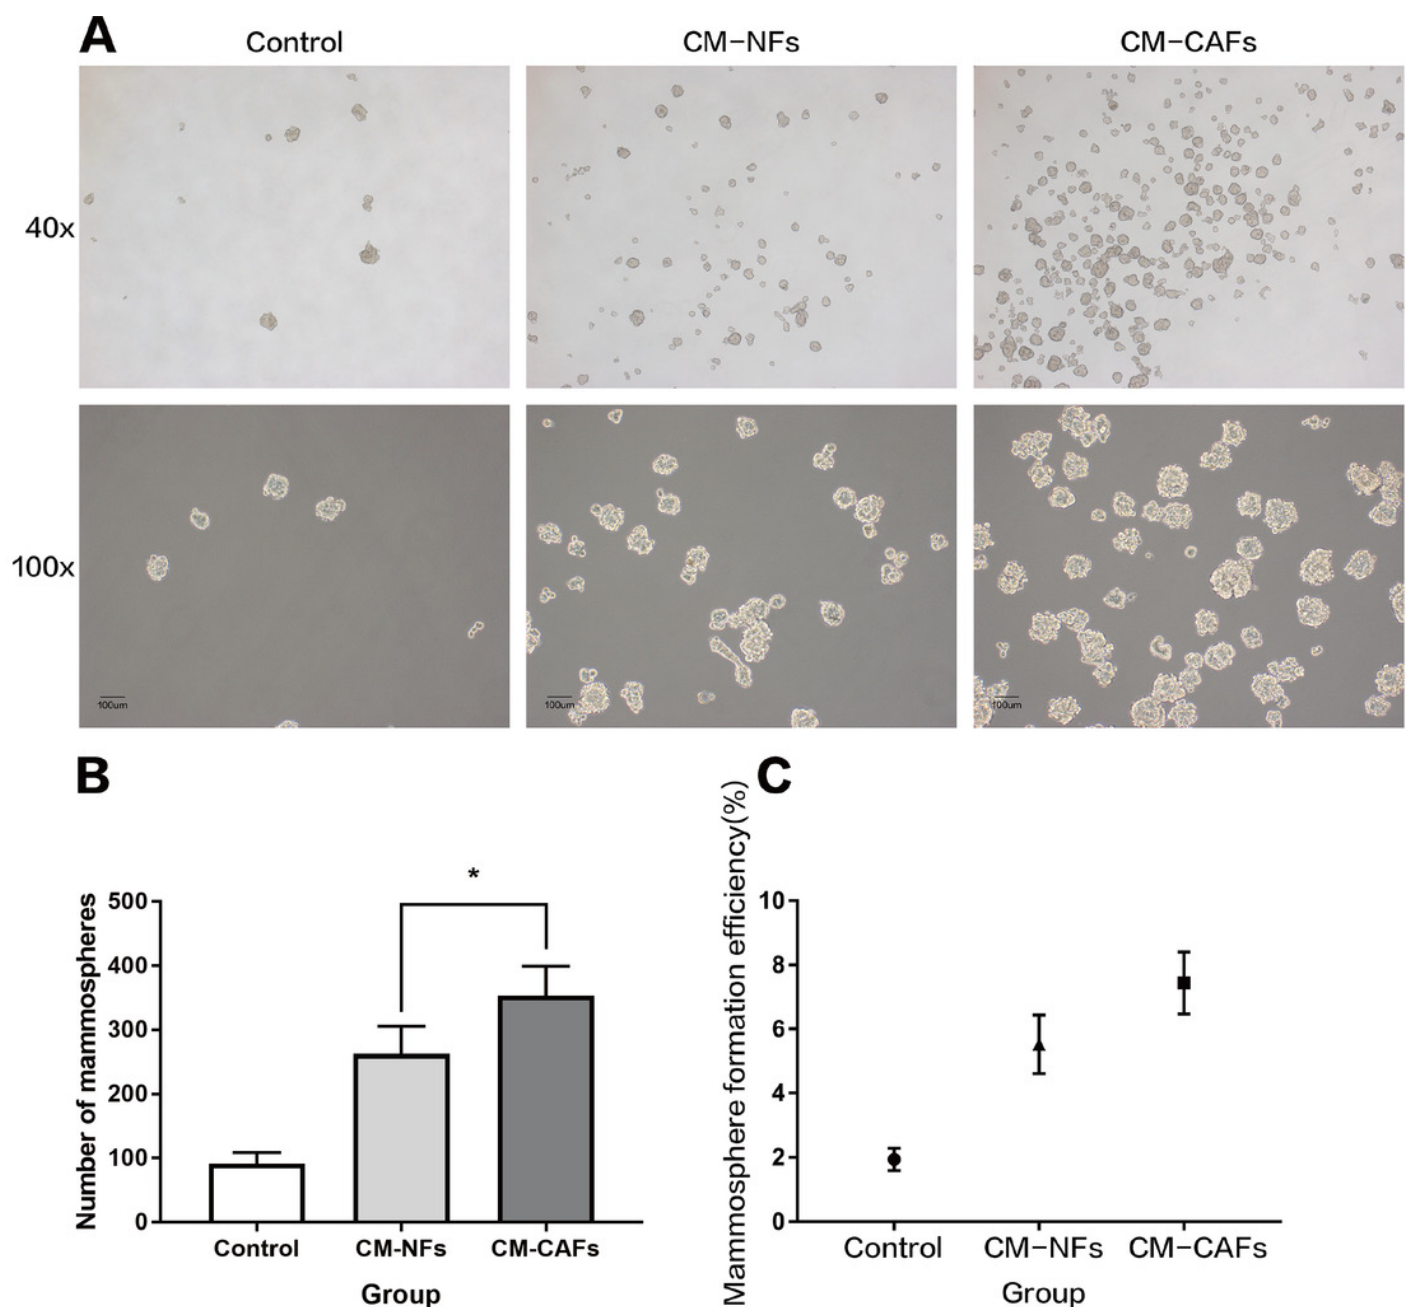 A
Control
CM−NFs
CM−CAFs
40x
100x
100um
100um
100um
B
Number of mammospheres
500
400
300
200
100
0
*
Control
CM-NFs
CM-CAFs
Group
C
Mammosphere formation efficiency(%)
10
8
6
4
2
0
Control
CM−NFs
CM−CAFs
Group